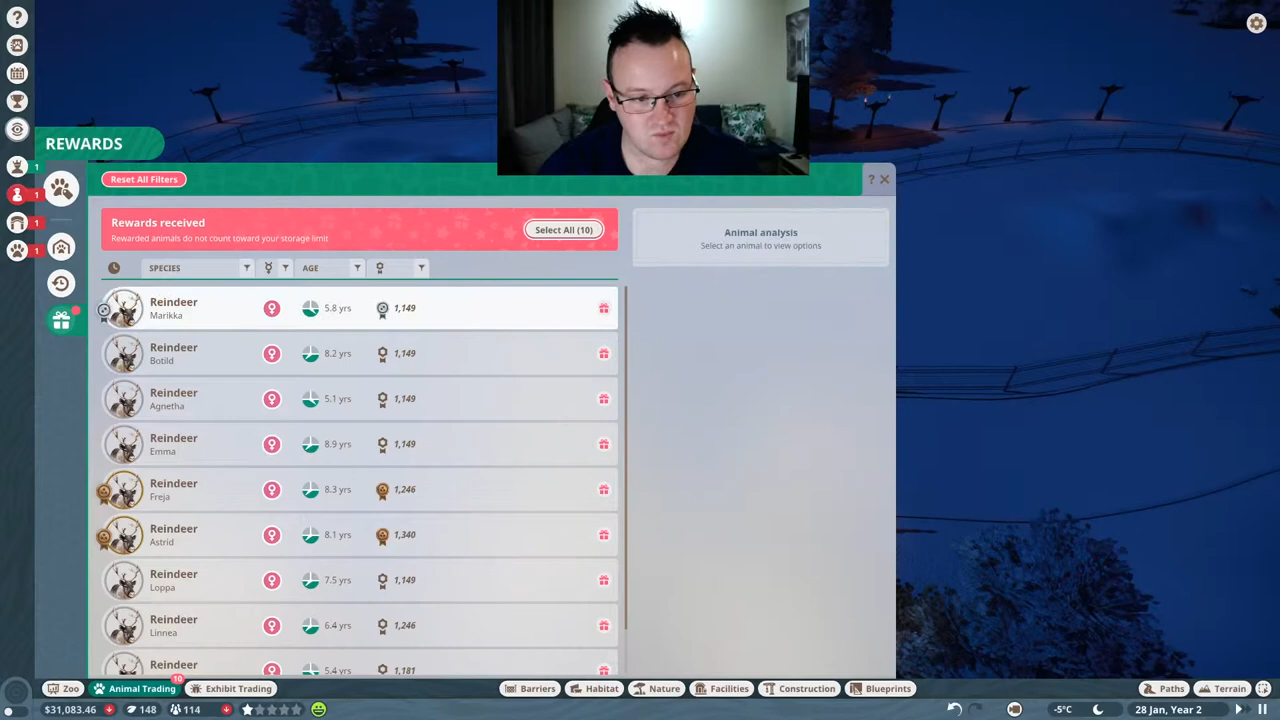 REWARDS
1
1
1
1
Reset All Filters
?
Rewards received
Rewarded animals do not count toward your storage limit
Select All (10)
Animal analysis
Select an animal to view options
SPECIES
AGE
Reindeer
Marikka
5.8 yrs
1,149
Reindeer
Botild
8.2 yrs
1,149
Reindeer
Agnetha
5.1 yrs
1,149
Reindeer
Emma
8.9 yrs
1,149
Reindeer
Freja
8.3 yrs
1,246
Reindeer
Astrid
8.1 yrs
1,340
Reindeer
Loppa
7.5 yrs
1,149
Reindeer
Linnea
6.4 yrs
1,246
Reindeer
5.4 yrs
1,181
Zoo
Animal Trading
10
Exhibit Trading
Barriers
Habitat
Nature
Facilities
Construction
Blueprints
Paths
Terrain
$31,083.46
148
114
-5°C
28 Jan, Year 2